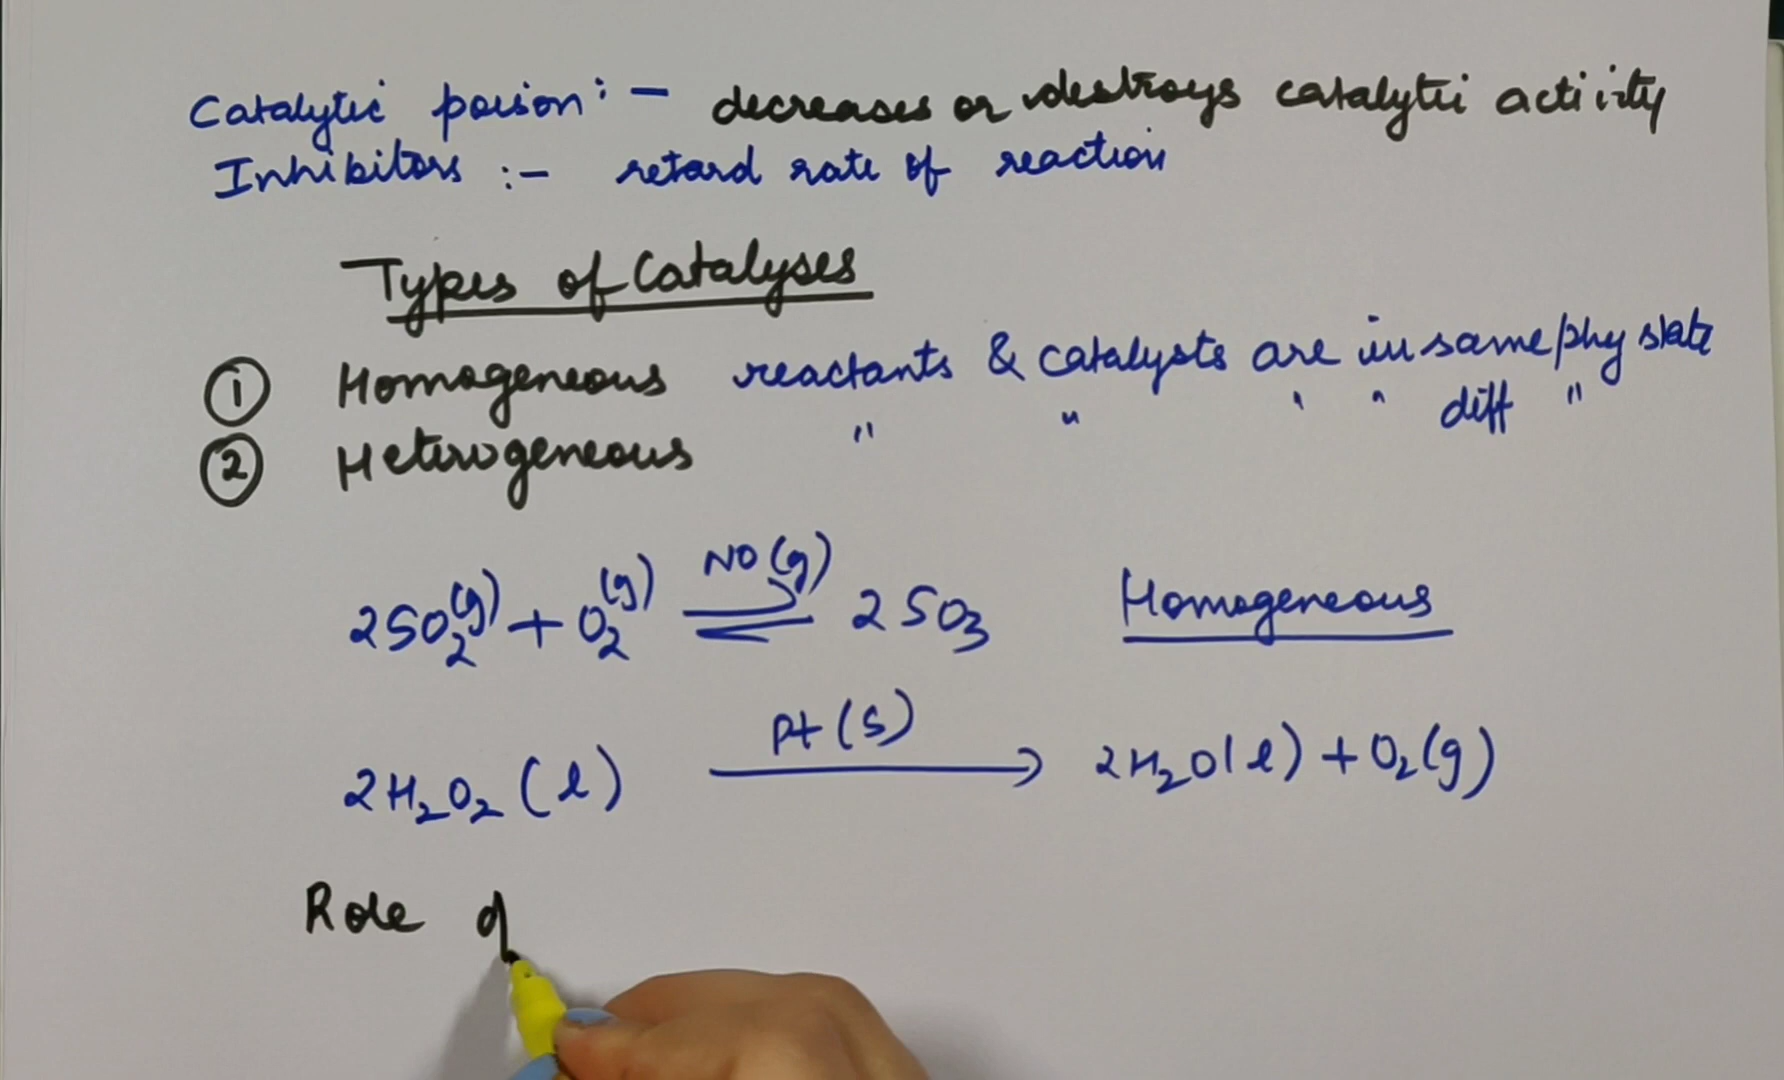 Catalytic poison :- decreases or destroys catalytic activity
Inhibitors :- retard rate of reaction
Types of Catalyses
① Homogeneous reactants & catalysts are in same phy state
② Heterogeneous " " " " diff "
2SO₂(g) + O₂(g) ⇌ NO(g) 2SO₃ Homogeneous
2H₂O₂(l) Pt(s) → 2H₂O(l) + O₂(g)
Role of